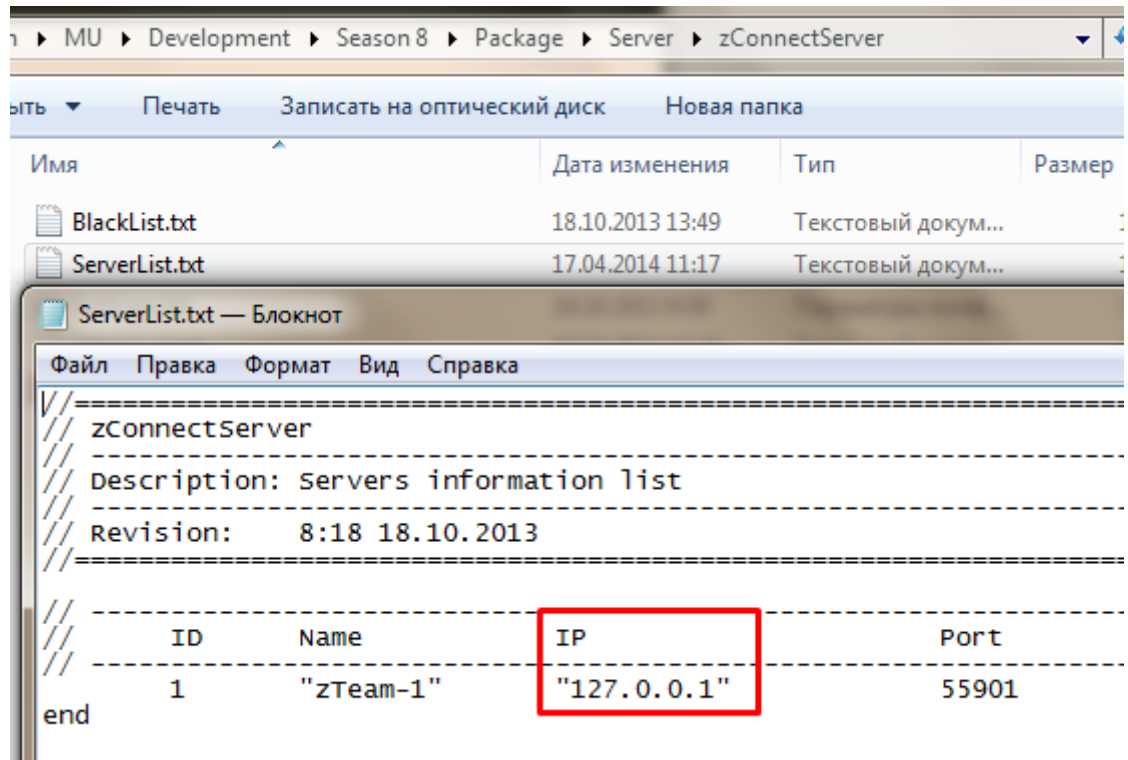 MU ▸ Development ▸ Season 8 ▸ Package ▸ Server ▸ zConnectServer
Печать Записать на оптический диск Новая папка
Имя Дата изменения Тип Размер
BlackList.txt 18.10.2013 13:49 Текстовый докум...
ServerList.txt 17.04.2014 11:17 Текстовый докум...
ServerList.txt — Блокнот
Файл Правка Формат Вид Справка
//==================================================================
// zConnectServer
// -----------------------------------------------------------------
// Description: Servers information list
// -----------------------------------------------------------------
// Revision: 8:18 18.10.2013
//==================================================================
// -----------------------------------------------------------------
// ID Name IP Port
// -----------------------------------------------------------------
1 "zTeam-1" "127.0.0.1" 55901
end